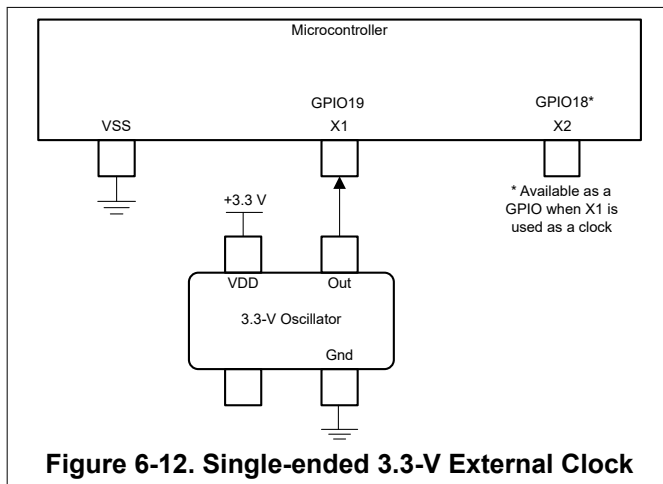 Microcontroller
GPIO19
GPIO18*
VSS
X1
X2
* Available as a
GPIO when X1 is
used as a clock
+3.3 V
VDD
Out
3.3-V Oscillator
Gnd
Figure 6-12. Single-ended 3.3-V External Clock